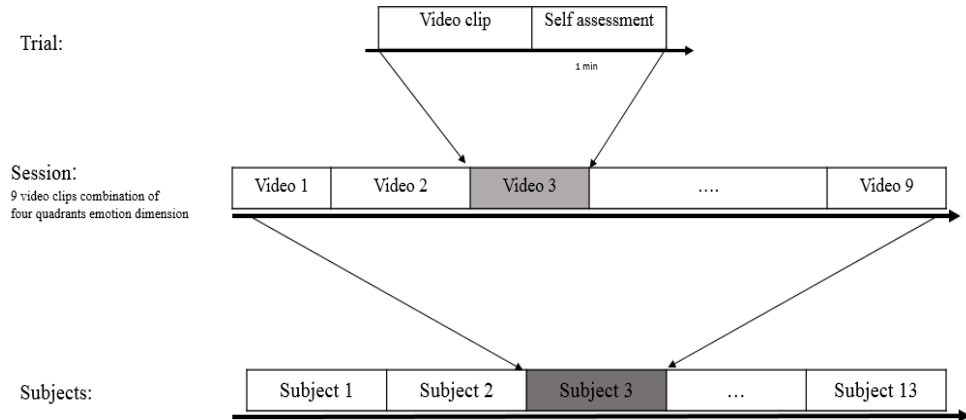 Video clip
Self assessment
Trial:
1 min
Session:
9 video clips combination of
four quadrants emotion dimension
Video 1
Video 2
Video 3
....
Video 9
Subjects:
Subject 1
Subject 2
Subject 3
...
Subject 13